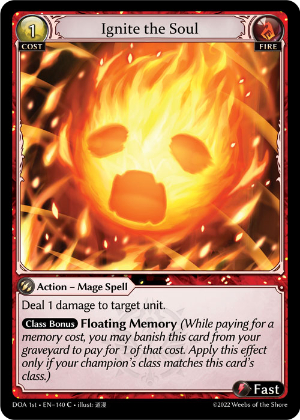 1
Ignite the Soul
COST
FIRE
Action – Mage Spell
Deal 1 damage to target unit.
Class Bonus Floating Memory (While paying for
a memory cost, you may banish this card from
your graveyard to pay for 1 of that cost. Apply this effect
only if your champion's class matches this card's
class.)
Fast
DOA 1st • EN–140 C • illust: 道湯
©2022 Weebs of the Shore